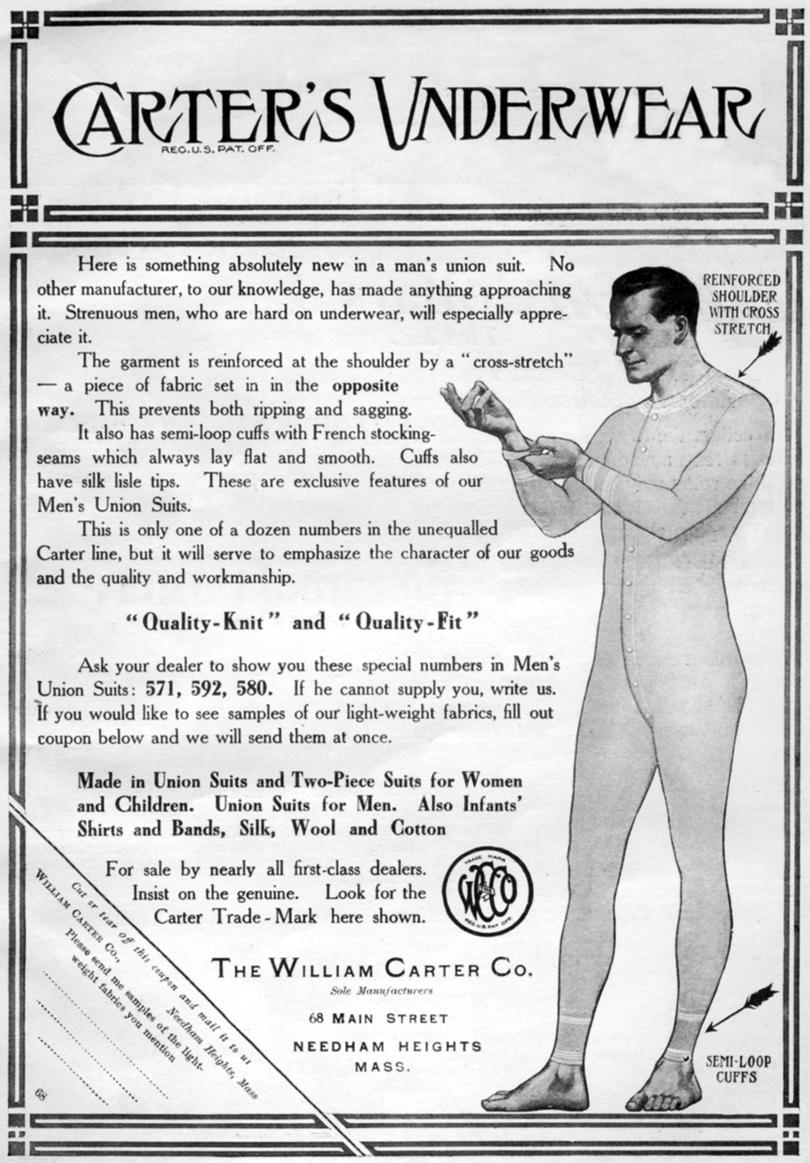 CARTER'S UNDERWEAR
REG. U.S. PAT. OFF.
Here is something absolutely new in a man's union suit. No
other manufacturer, to our knowledge, has made anything approaching
it. Strenuous men, who are hard on underwear, will especially appre-
ciate it.
The garment is reinforced at the shoulder by a "cross-stretch"
— a piece of fabric set in in the opposite
way. This prevents both ripping and sagging.
It also has semi-loop cuffs with French stocking-
seams which always lay flat and smooth. Cuffs also
have silk lisle tips. These are exclusive features of our
Men's Union Suits.
This is only one of a dozen numbers in the unequalled
Carter line, but it will serve to emphasize the character of our goods
and the quality and workmanship.
"Quality-Knit" and "Quality-Fit"
Ask your dealer to show you these special numbers in Men's
Union Suits: 571, 592, 580. If he cannot supply you, write us.
If you would like to see samples of our light-weight fabrics, fill out
coupon below and we will send them at once.
Made in Union Suits and Two-Piece Suits for Women
and Children. Union Suits for Men. Also Infants'
Shirts and Bands, Silk, Wool and Cotton
For sale by nearly all first-class dealers.
Insist on the genuine. Look for the
Carter Trade-Mark here shown.
TRADE MARK
WCCO
REG. U.S. PAT. OFF.
THE WILLIAM CARTER CO.
Sole Manufacturers
68 MAIN STREET
NEEDHAM HEIGHTS
MASS.
REINFORCED
SHOULDER
WITH CROSS
STRETCH
SEMI-LOOP
CUFFS
Cut or tear off this coupon and mail it to us
WILLIAM CARTER CO.,
Needham Heights, Mass
Please send me samples of the light-
weight fabrics you mention
68